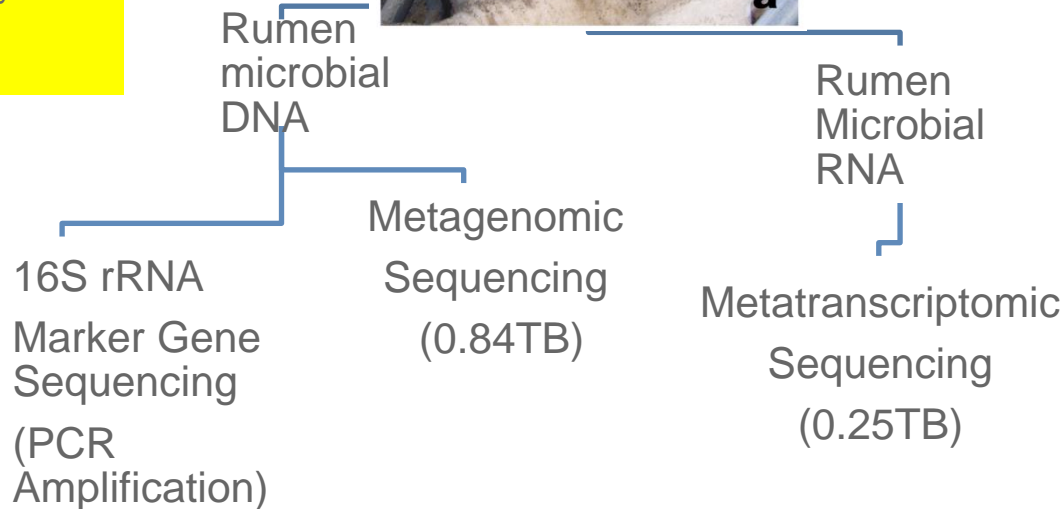 a
Rumen
microbial
DNA
Rumen
Microbial
RNA
Metagenomic
Sequencing
(0.84TB)
16S rRNA
Marker Gene
Sequencing
(PCR
Amplification)
Metatranscriptomic
Sequencing
(0.25TB)